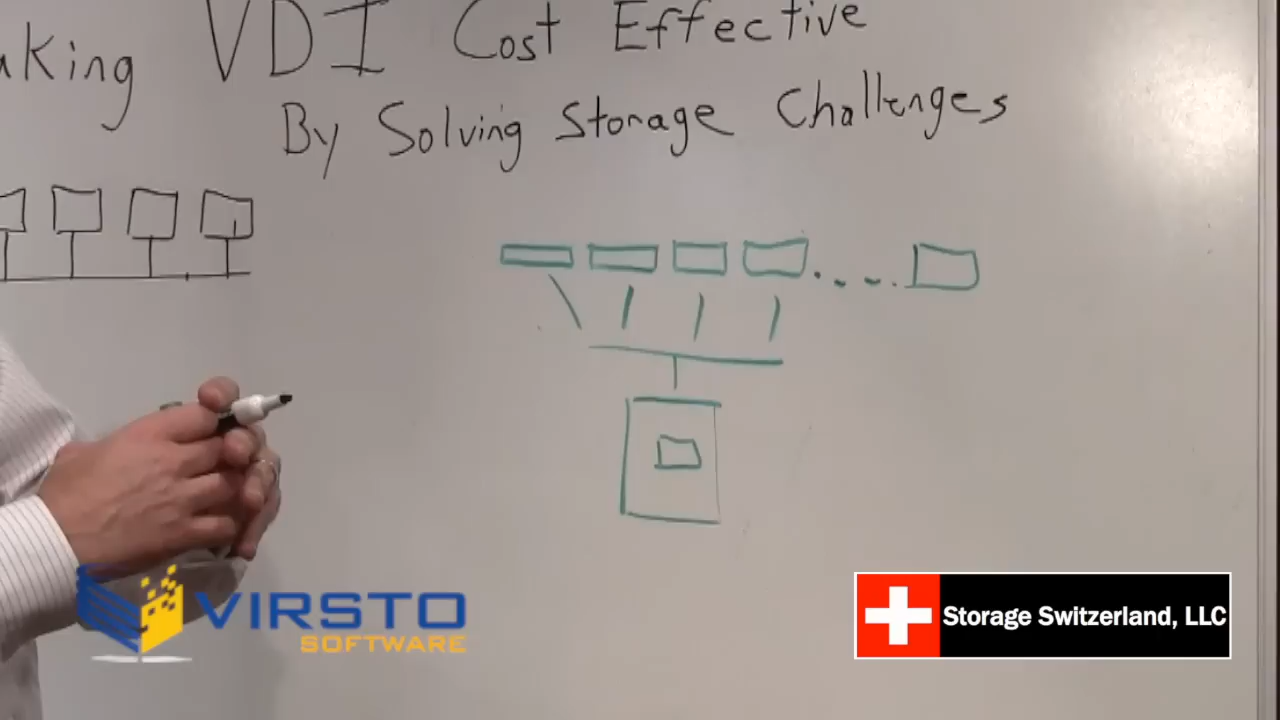 aking VDI Cost Effective
By Solving Storage Challenges
VIRSTO
SOFTWARE
Storage Switzerland, LLC